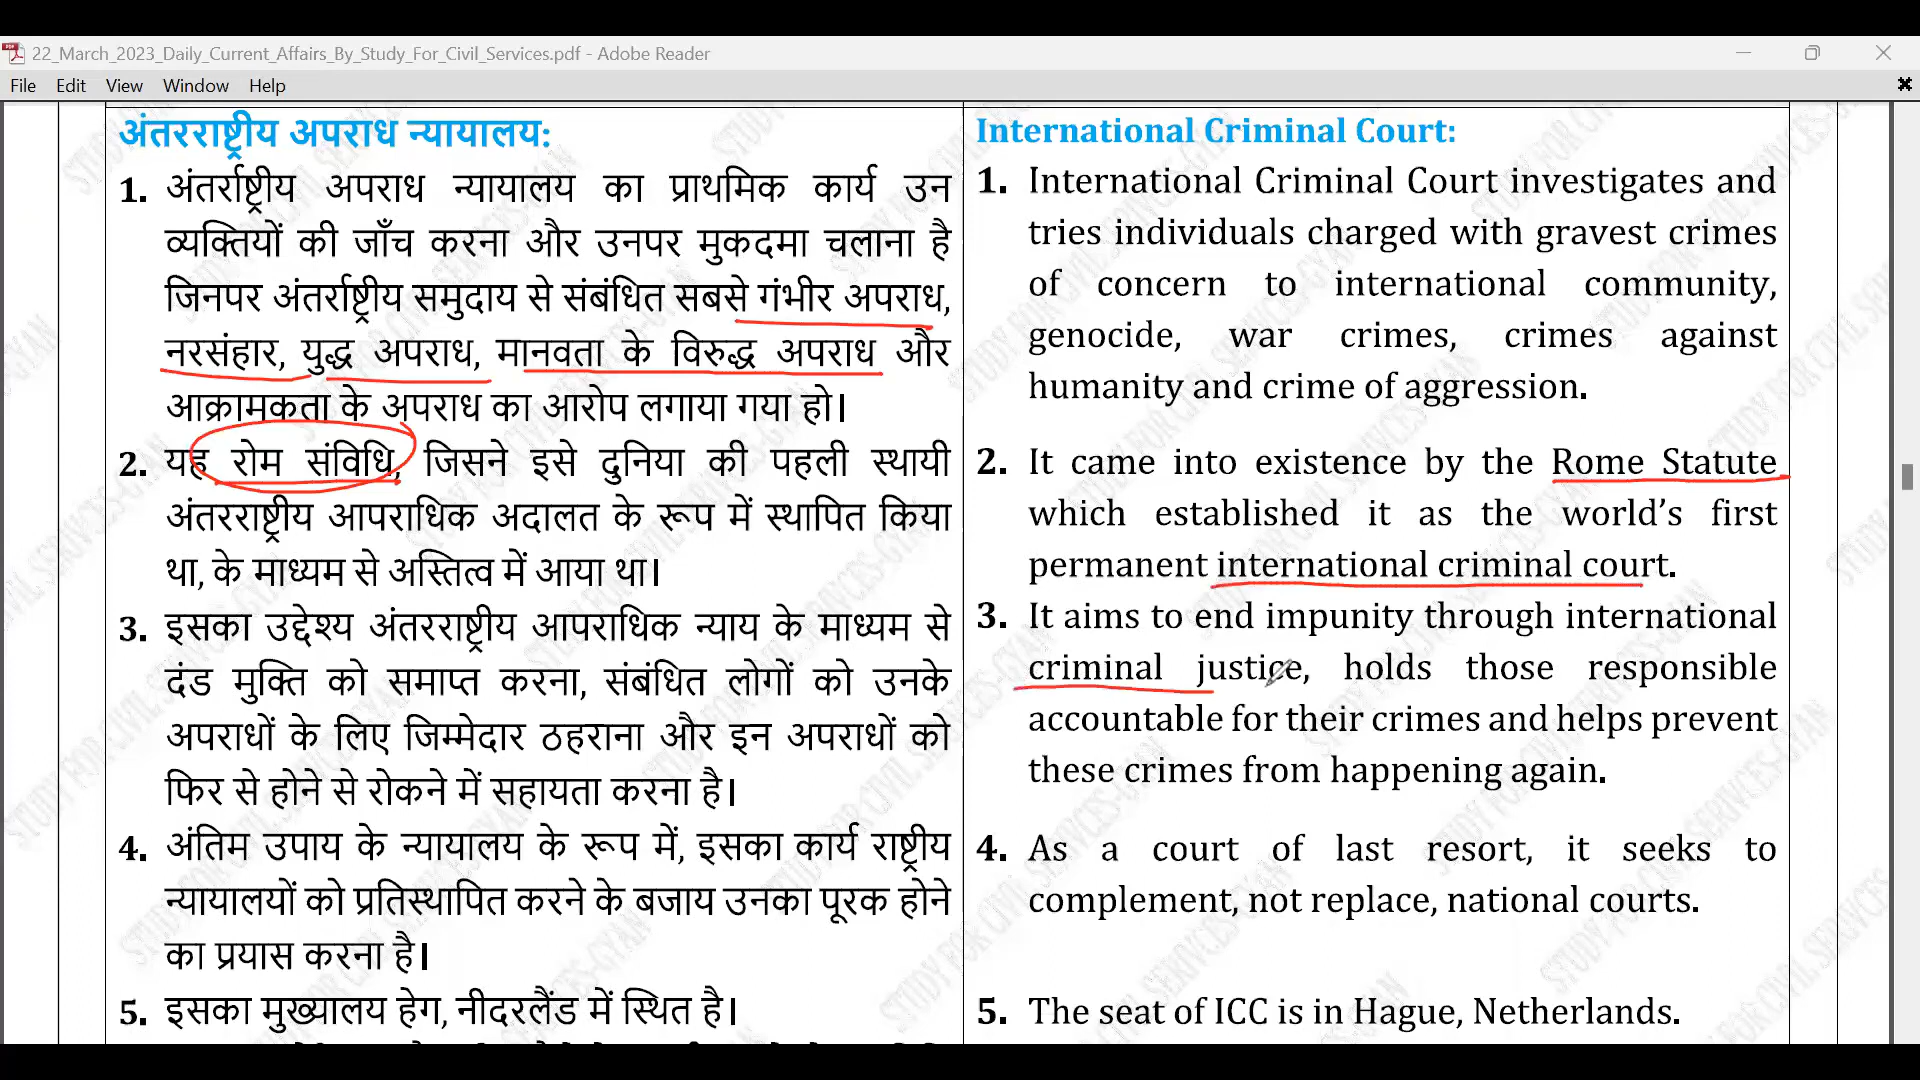 22_March_2023_Daily_Current_Affairs_By_Study_For_Civil_Services.pdf - Adobe Reader
File Edit View Window Help
अंतरराष्ट्रीय अपराध न्यायालय:
1. अंतर्राष्ट्रीय अपराध न्यायालय का प्राथमिक कार्य उन
व्यक्तियों की जाँच करना और उनपर मुकदमा चलाना है
जिनपर अंतर्राष्ट्रीय समुदाय से संबंधित सबसे गंभीर अपराध,
नरसंहार, युद्ध अपराध, मानवता के विरुद्ध अपराध और
आक्रामकता के अपराध का आरोप लगाया गया हो।
2. यह रोम संविधि, जिसने इसे दुनिया की पहली स्थायी
अंतरराष्ट्रीय आपराधिक अदालत के रूप में स्थापित किया
था, के माध्यम से अस्तित्व में आया था।
3. इसका उद्देश्य अंतरराष्ट्रीय आपराधिक न्याय के माध्यम से
दंड मुक्ति को समाप्त करना, संबंधित लोगों को उनके
अपराधों के लिए जिम्मेदार ठहराना और इन अपराधों को
फिर से होने से रोकने में सहायता करना है।
4. अंतिम उपाय के न्यायालय के रूप में, इसका कार्य राष्ट्रीय
न्यायालयों को प्रतिस्थापित करने के बजाय उनका पूरक होने
का प्रयास करना है।
5. इसका मुख्यालय हेग, नीदरलैंड में स्थित है।
International Criminal Court:
1. International Criminal Court investigates and
tries individuals charged with gravest crimes
of concern to international community,
genocide, war crimes, crimes against
humanity and crime of aggression.
2. It came into existence by the Rome Statute
which established it as the world’s first
permanent international criminal court.
3. It aims to end impunity through international
criminal justice, holds those responsible
accountable for their crimes and helps prevent
these crimes from happening again.
4. As a court of last resort, it seeks to
complement, not replace, national courts.
5. The seat of ICC is in Hague, Netherlands.